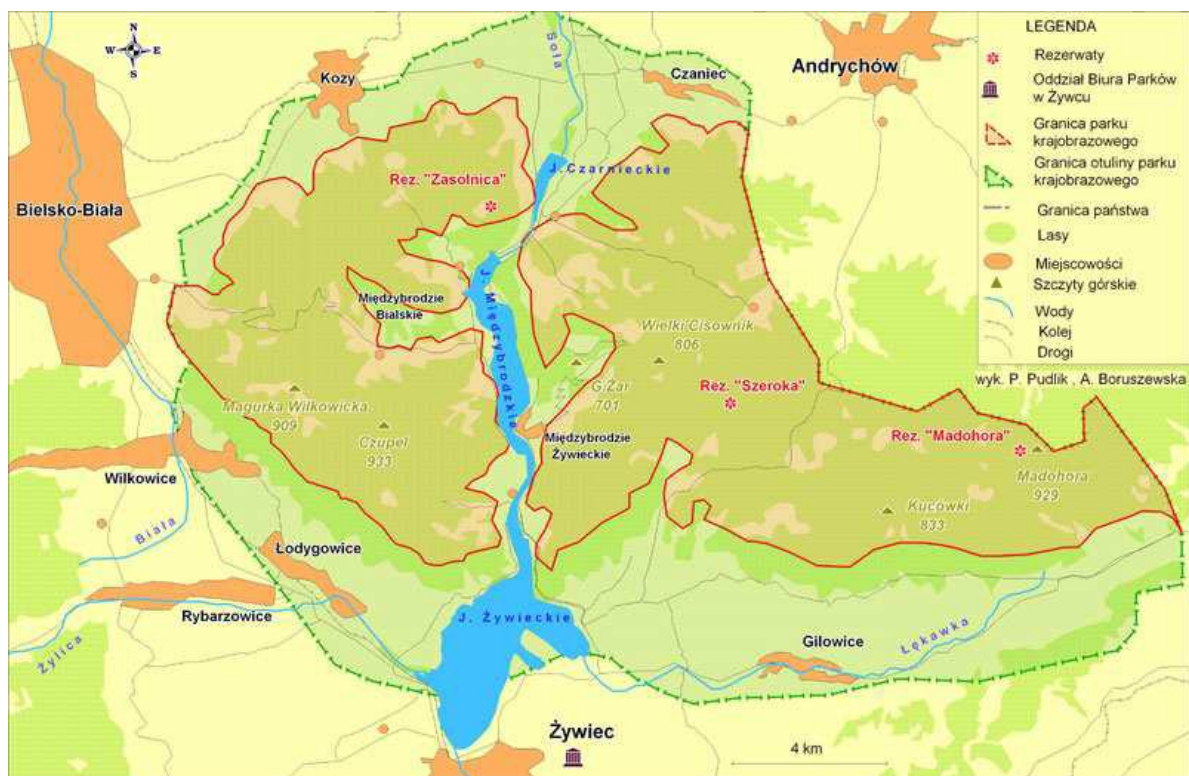 N
W E
S
Kozy
Soła
Czaniec
Andrychów
LEGENDA
Rezerwaty
Oddział Biura Parków
w Żywcu
Granica parku
krajobrazowego
Granica otuliny parku
krajobrazowego
Granica państwa
Lasy
Miejscowości
Szczyty górskie
Wody
Kolej
Drogi
wyk. P. Pudlik , A. Boruszewska
J. Czarnieckie
Rez. "Zasolnica"
Bielsko-Biała
J. Międzybrodzkie
Międzybrodzie
Bialskie
Wielki Cisownik
806
G.Żar
701
Rez. "Szeroka"
Magurka Wilkowicka
909
Czupel
933
Międzybrodzie
Żywieckie
Rez. "Madohora"
Madohora
929
Kucówki
833
Wilkowice
Biała
Łodygowice
Rybarzowice
Żylica
J. Żywieckie
Gilowice
Łękawka
Żywiec
4 km